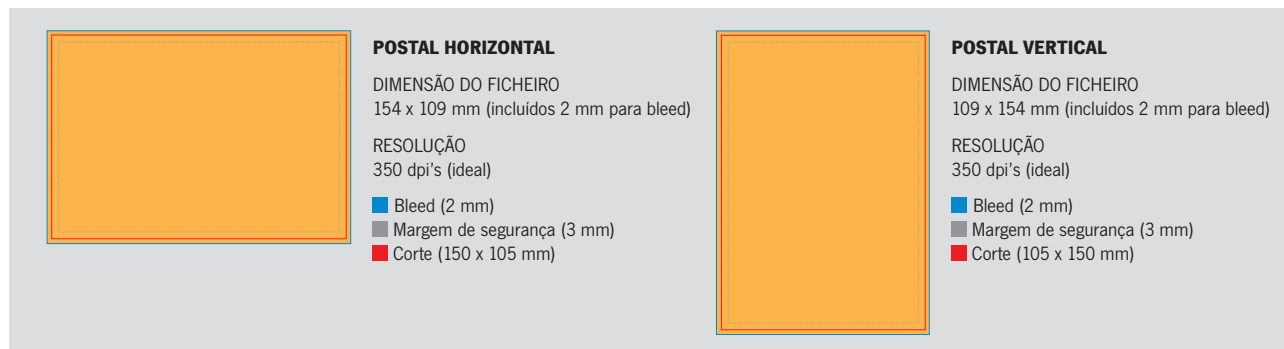 POSTAL HORIZONTAL
DIMENSÃO DO FICHEIRO
154 x 109 mm (incluídos 2 mm para bleed)
RESOLUÇÃO
350 dpi's (ideal)
Bleed (2 mm)
Margem de segurança (3 mm)
Corte (150 x 105 mm)
POSTAL VERTICAL
DIMENSÃO DO FICHEIRO
109 x 154 mm (incluídos 2 mm para bleed)
RESOLUÇÃO
350 dpi's (ideal)
Bleed (2 mm)
Margem de segurança (3 mm)
Corte (105 x 150 mm)